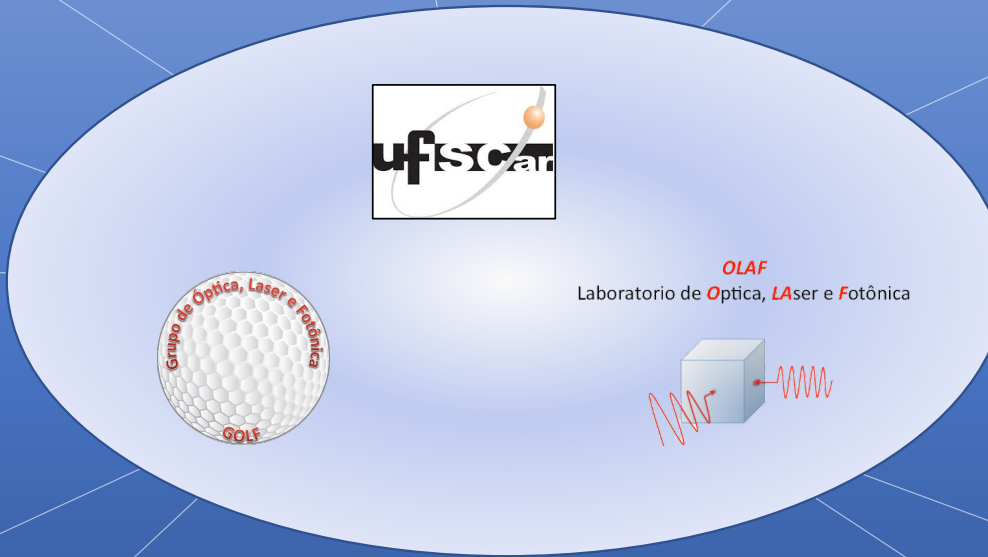 ufscar
OLAF
Laboratorio de Optica, LAser e Fotônica
Grupo de Óptica, Laser e Fotônica
GOLF